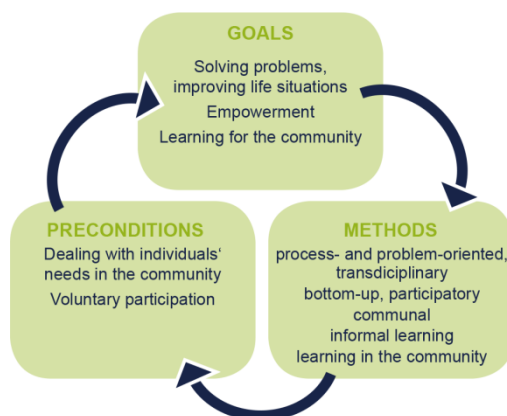 GOALS
Solving problems,
improving life situations
Empowerment
Learning for the community
PRECONDITIONS
Dealing with individuals‘
needs in the community
Voluntary participation
METHODS
process- and problem-oriented,
transdiciplinary
bottom-up, participatory
communal
informal learning
learning in the community